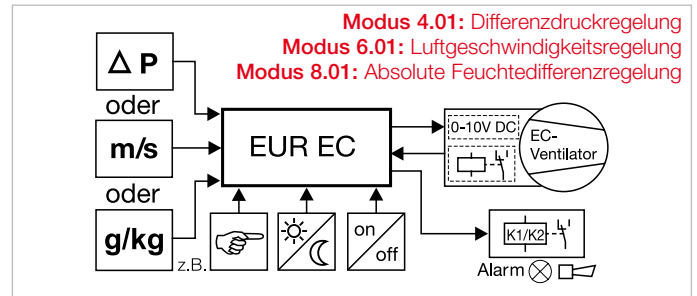 Modus 4.01: Differenzdruckregelung
Modus 6.01: Luftgeschwindigkeitsregelung
Modus 8.01: Absolute Feuchtedifferenzregelung
Δ P
oder
m/s
oder
g/kg
EUR EC
0-10V DC
EC-
Ventilator
z.B.
on
off
K1/K2
Alarm